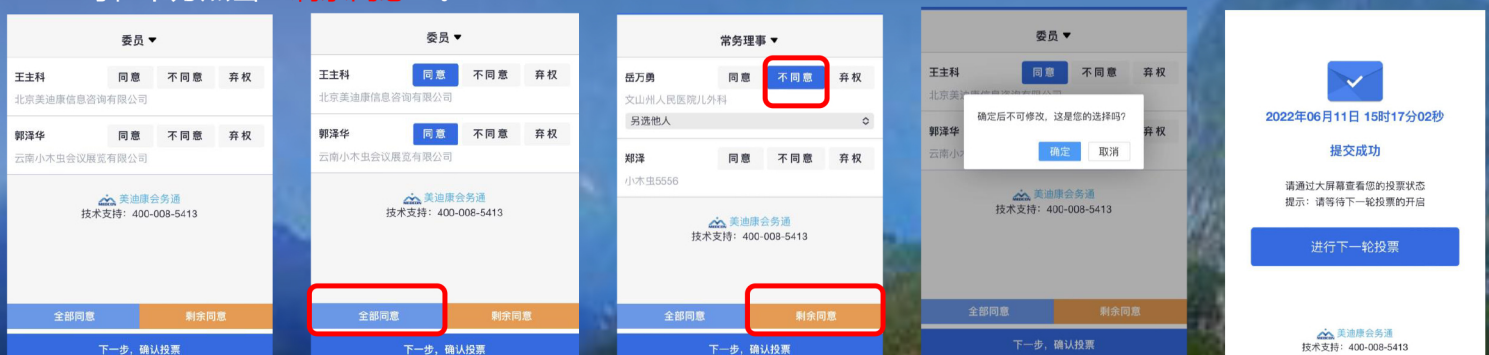 委员 ▼
王主科 同意 不同意 弃权
北京美迪康信息咨询有限公司
郭泽华 同意 不同意 弃权
云南小木虫会议展览有限公司
美迪康会务通
技术支持：400-008-5413
全部同意 剩余同意
下一步，确认投票
委员 ▼
王主科 同意 不同意 弃权
北京美迪康信息咨询有限公司
郭泽华 同意 不同意 弃权
云南小木虫会议展览有限公司
美迪康会务通
技术支持：400-008-5413
全部同意 剩余同意
下一步，确认投票
常务理事 ▼
岳万勇 同意 不同意 弃权
文山州人民医院儿外科
另选他人
郑泽 同意 不同意 弃权
小木虫5556
美迪康会务通
技术支持：400-008-5413
全部同意 剩余同意
下一步，确认投票
委员 ▼
王主科 同意 不同意 弃权
北京美
确定后不可修改，这是您的选择吗？
郭泽华 弃权
云南小
确定 取消
美迪康会务通
技术支持：400-008-5413
全部同意 剩余同意
下一步，确认投票
2022年06月11日 15时17分02秒
提交成功
请通过大屏幕查看您的投票状态
提示：请等待下一轮投票的开启
进行下一轮投票
美迪康会务通
技术支持：400-008-5413